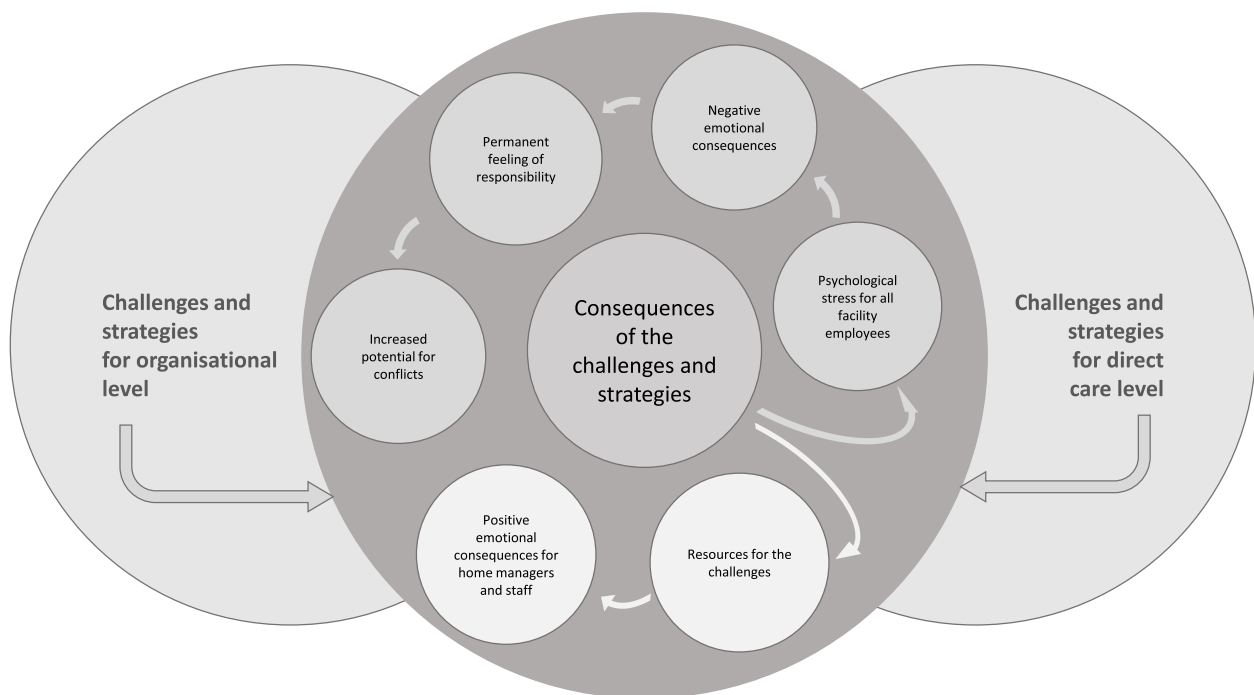 Challenges and
strategies
for organisational
level
Permanent
feeling of
responsibility
Negative
emotional
consequences
Increased
potential for
conflicts
Consequences
of the
challenges and
strategies
Psychological
stress for all
facility
employees
Positive
emotional
consequences for
home managers
and staff
Resources for the
challenges
Challenges and
strategies
for direct
care level